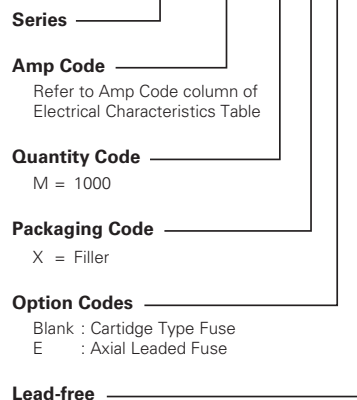 Series
Amp Code
Refer to Amp Code column of
Electrical Characteristics Table
Quantity Code
M = 1000
Packaging Code
X = Filler
Option Codes
Blank : Cartidge Type Fuse
E : Axial Leaded Fuse
Lead-free